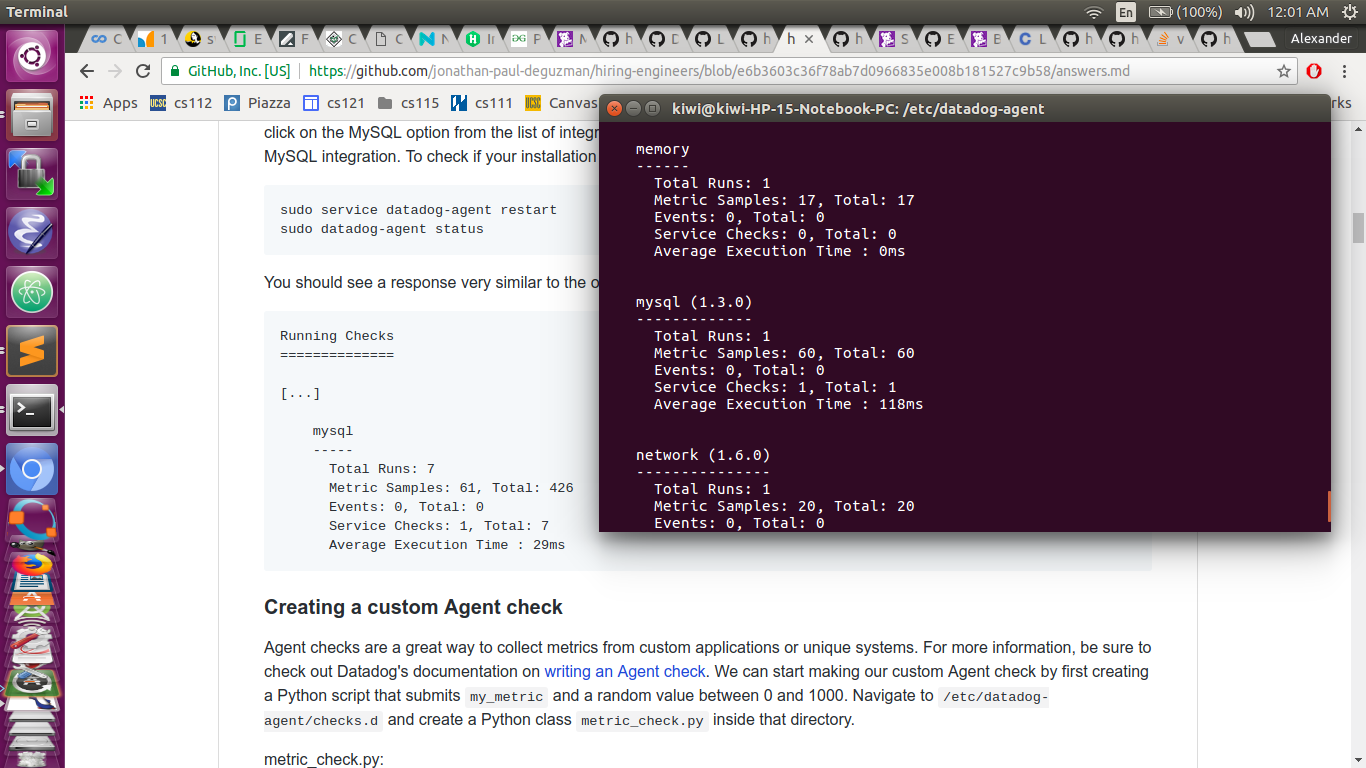 Terminal
En
(100%)
12:01 AM
Alexander
GitHub, Inc. [US]
https://github.com/jonathan-paul-deguzman/hiring-engineers/blob/e6b3603c36f78ab7d0966835e008b181527c9b58/answers.md
Apps
cs112
Piazza
cs121
cs115
cs111
Canvas
kiwi@kiwi-HP-15-Notebook-PC: /etc/datadog-agent
click on the MySQL option from the list of integr
MySQL integration. To check if your installation
sudo service datadog-agent restart
sudo datadog-agent status
You should see a response very similar to the o
Running Checks
==============
[...]
mysql
-----
Total Runs: 7
Metric Samples: 61, Total: 426
Events: 0, Total: 0
Service Checks: 1, Total: 7
Average Execution Time : 29ms
memory
------
Total Runs: 1
Metric Samples: 17, Total: 17
Events: 0, Total: 0
Service Checks: 0, Total: 0
Average Execution Time : 0ms
mysql (1.3.0)
-------------
Total Runs: 1
Metric Samples: 60, Total: 60
Events: 0, Total: 0
Service Checks: 1, Total: 1
Average Execution Time : 118ms
network (1.6.0)
---------------
Total Runs: 1
Metric Samples: 20, Total: 20
Events: 0, Total: 0
Creating a custom Agent check
Agent checks are a great way to collect metrics from custom applications or unique systems. For more information, be sure to
check out Datadog's documentation on writing an Agent check. We can start making our custom Agent check by first creating
a Python script that submits my_metric and a random value between 0 and 1000. Navigate to /etc/datadog-
agent/checks.d and create a Python class metric_check.py inside that directory.
metric_check.py: